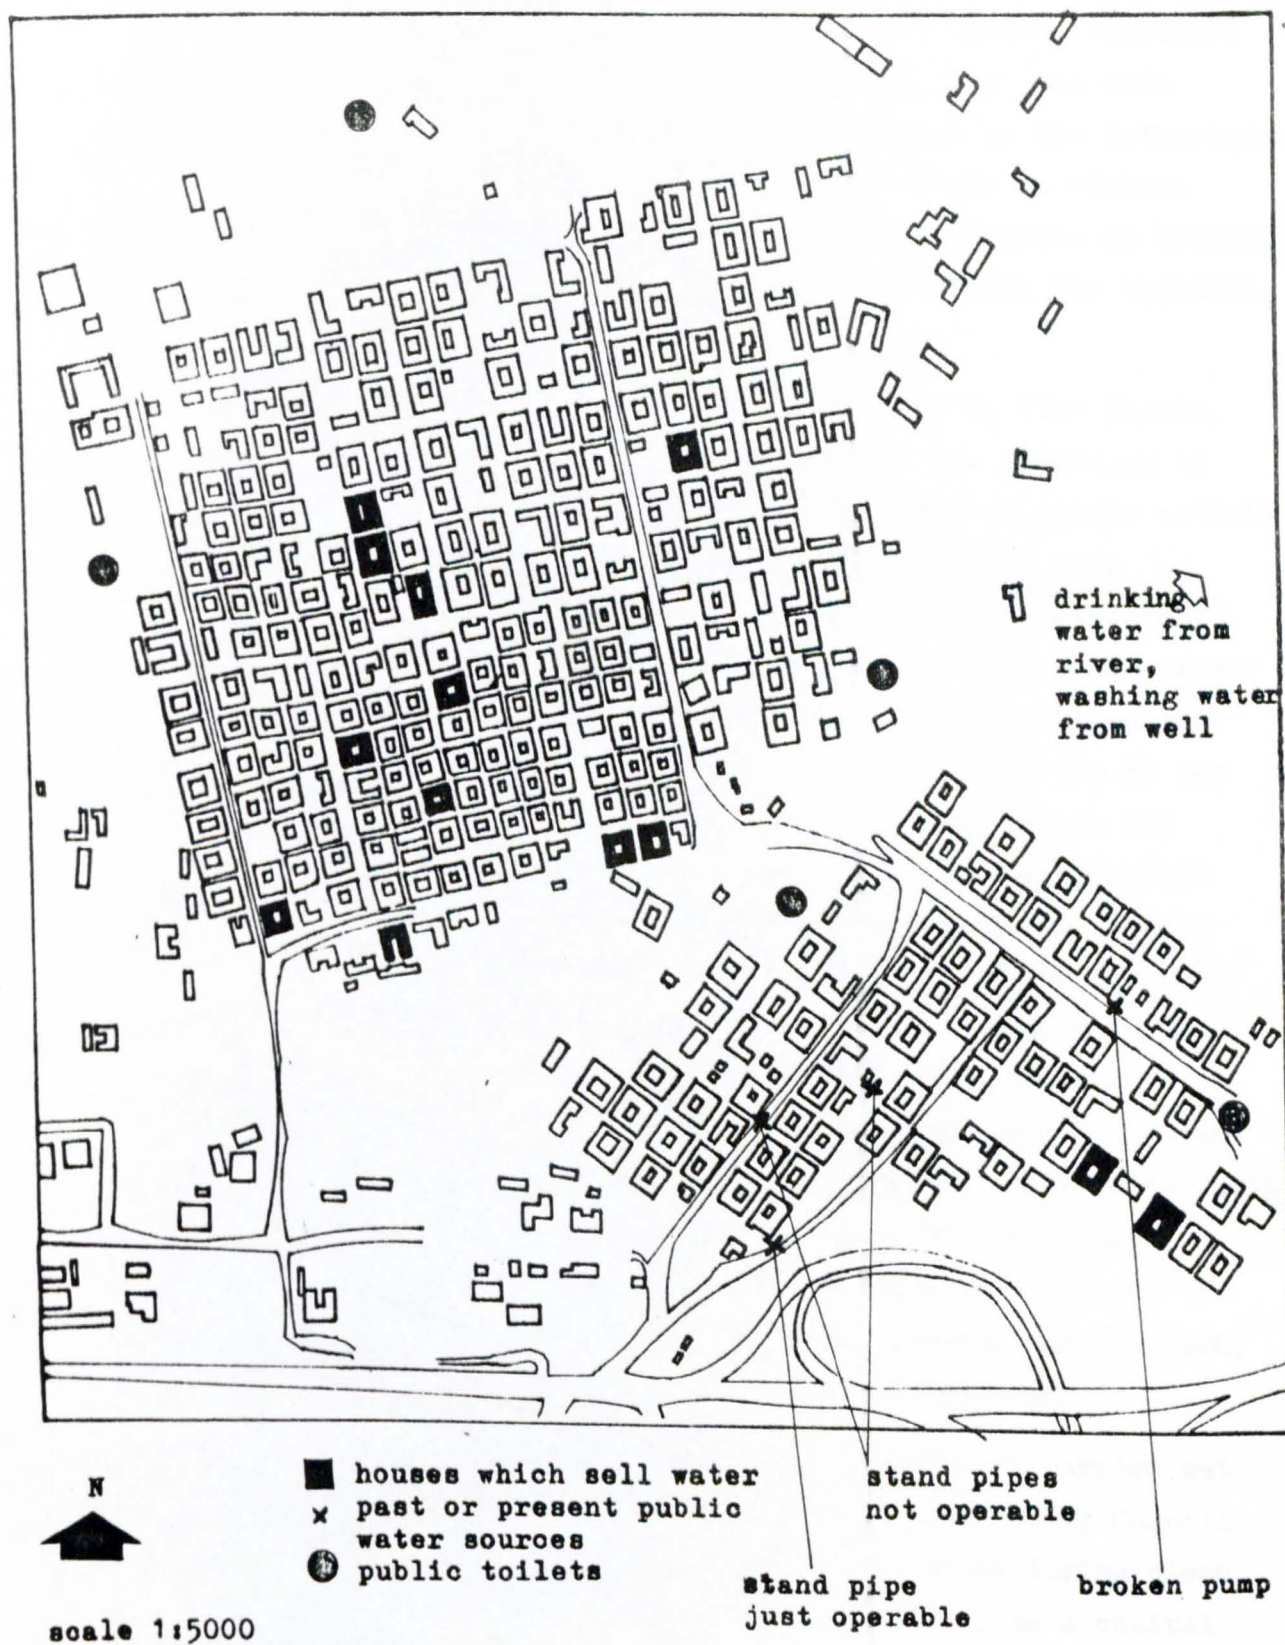 drinking
water from
river,
washing water
from well
N
houses which sell water
past or present public
water sources
public toilets
stand pipes
not operable
stand pipe
just operable
broken pump
scale 1:5000